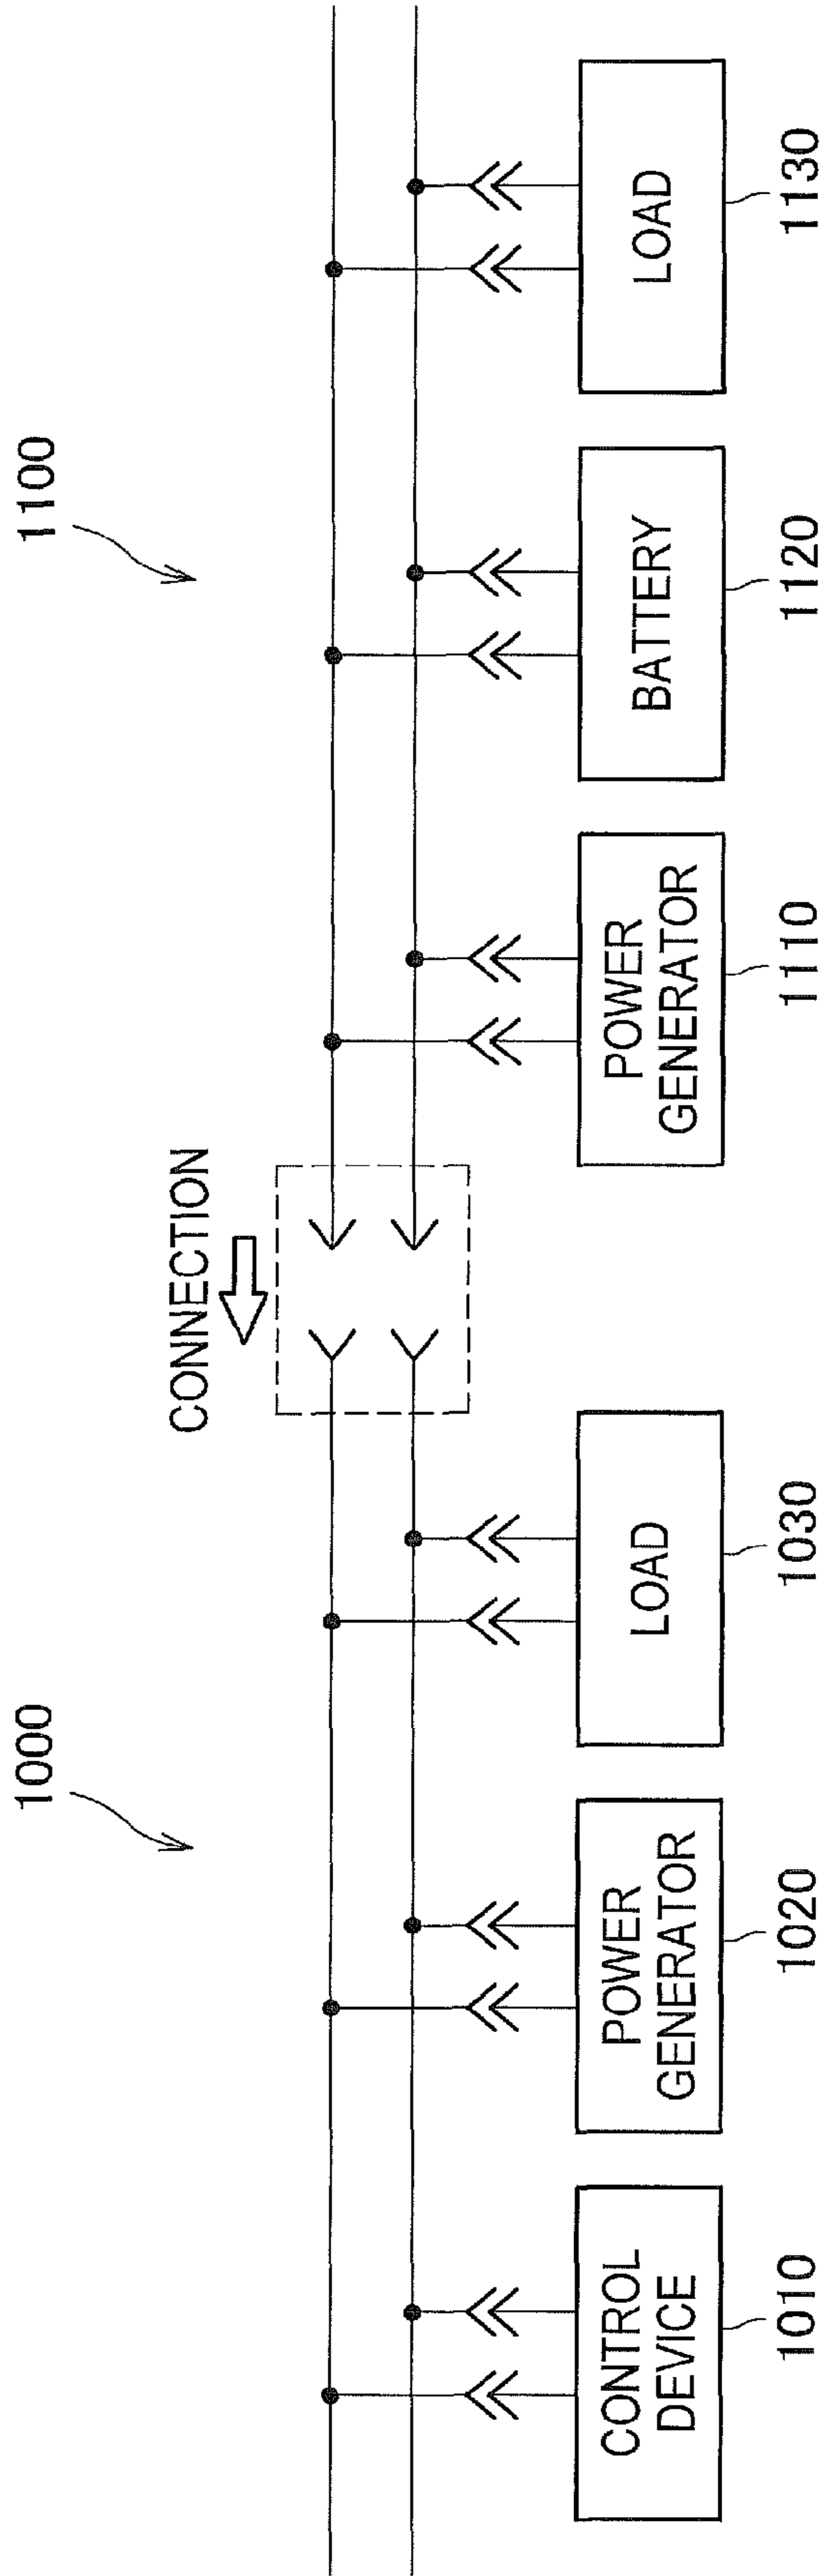 1000
1100
CONNECTION
CONTROL
DEVICE
POWER
GENERATOR
LOAD
POWER
GENERATOR
BATTERY
LOAD
1010
1020
1030
1110
1120
1130